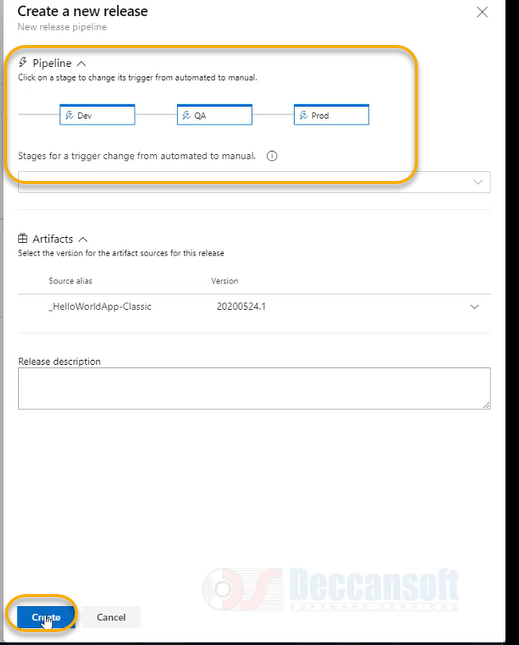 Create a new release
New release pipeline
Pipeline
Click on a stage to change its trigger from automated to manual.
Dev QA Prod
Stages for a trigger change from automated to manual.
Artifacts
Select the version for the artifact sources for this release
Source alias Version
_HelloWorldApp-Classic 20200524.1
Release description
Deccansoft
SOFTWARE SERVICES
Create Cancel